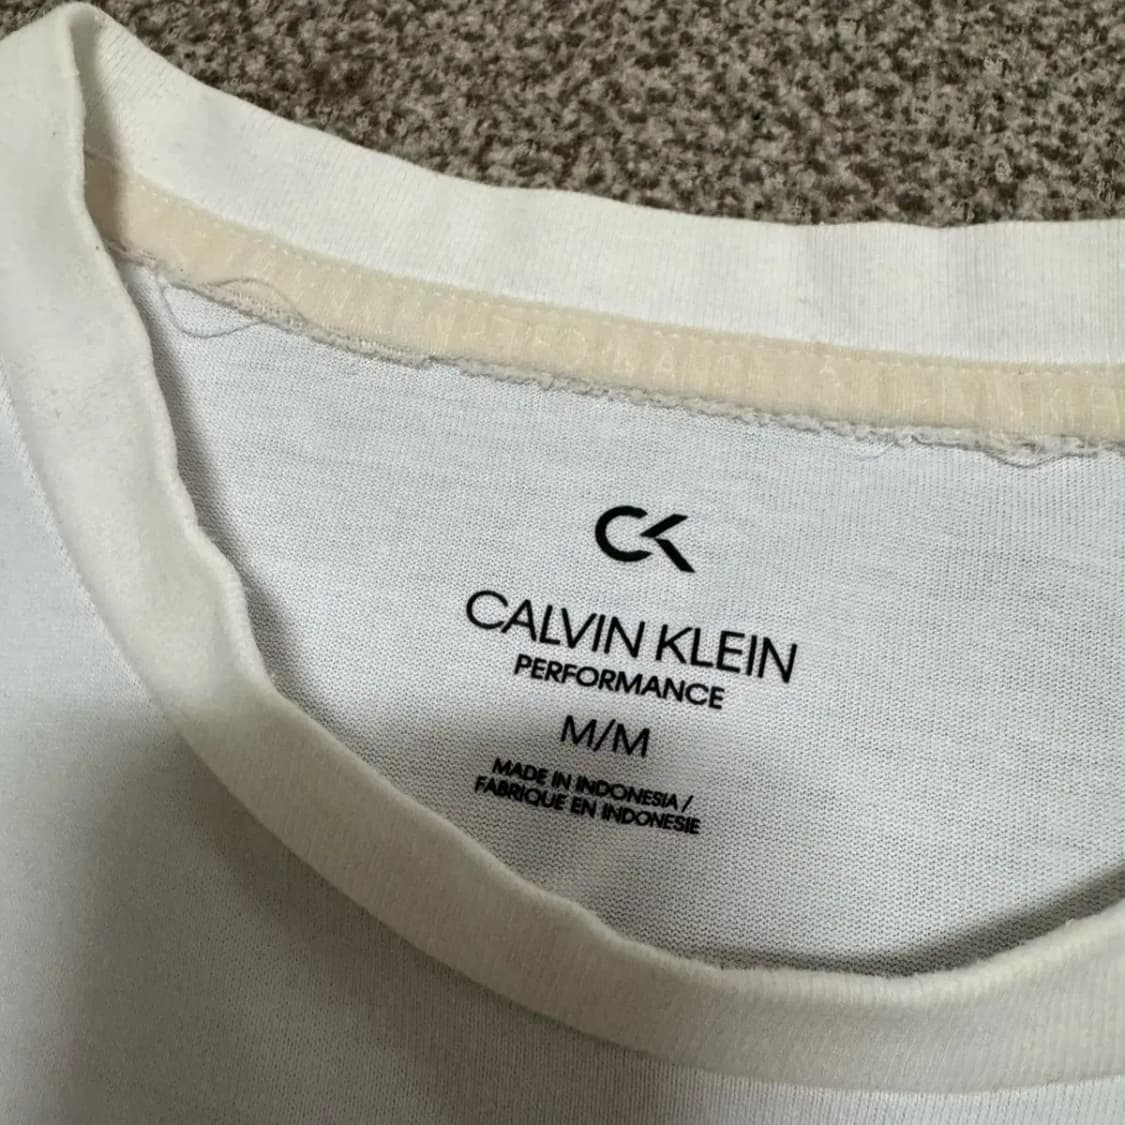 CK
CALVIN KLEIN
PERFORMANCE
M/M
MADE IN INDONESIA /
FABRIQUE EN INDONESIE